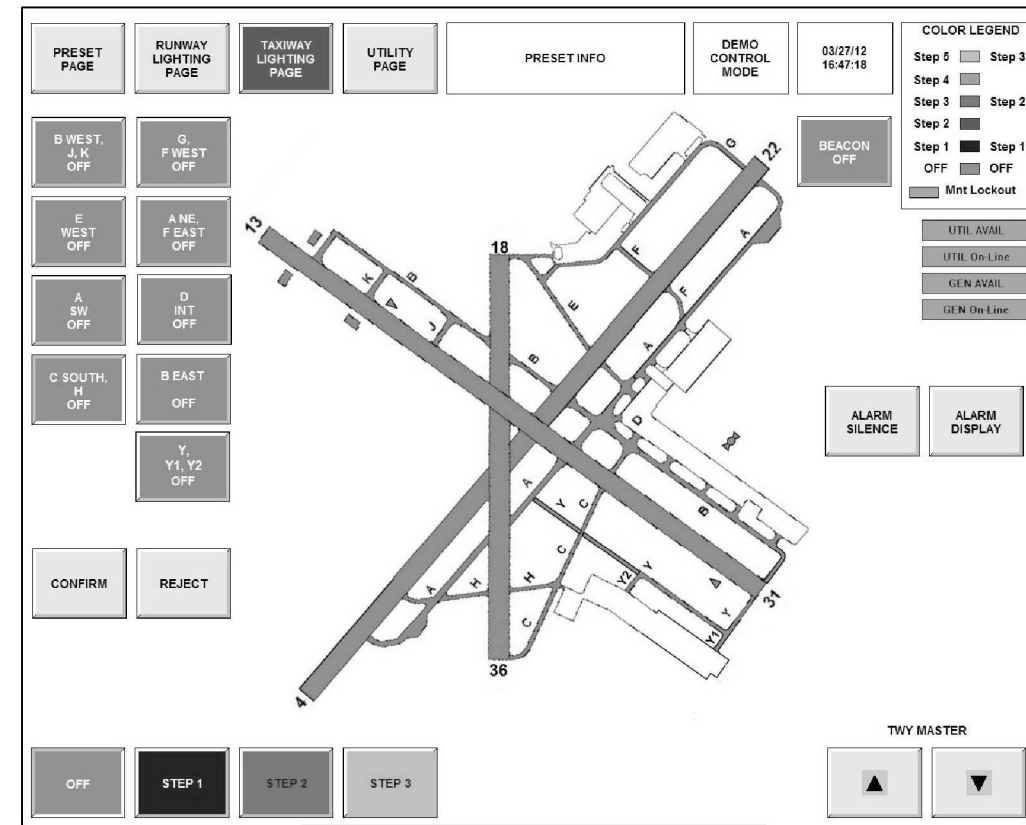 PRESET
PAGE
RUNWAY
LIGHTING
PAGE
TAXIWAY
LIGHTING
PAGE
UTILITY
PAGE
PRESET INFO
DEMO
CONTROL
MODE
03/27/12
16:47:18
COLOR LEGEND
Step 5 Step 3
Step 4
Step 3 Step 2
Step 2
Step 1 Step 1
OFF OFF
Mnt Lockout
B WEST,
J, K
OFF
G,
F WEST
OFF
BEACON
OFF
E
WEST
OFF
A NE,
F EAST
OFF
UTIL AVAIL
UTIL On-Line
GEN AVAIL
GEN On-Line
A
SW
OFF
D
INT
OFF
C SOUTH,
H
OFF
B EAST
OFF
Y,
Y1, Y2
OFF
ALARM
SILENCE
ALARM
DISPLAY
G
22
13
18
F
A
K
B
E
F
J
B
A
D
A
Y
C
B
C
Y
H
H
Y2
A
C
Y
Y1
31
36
4
CONFIRM
REJECT
TWY MASTER
OFF
STEP 1
STEP 2
STEP 3